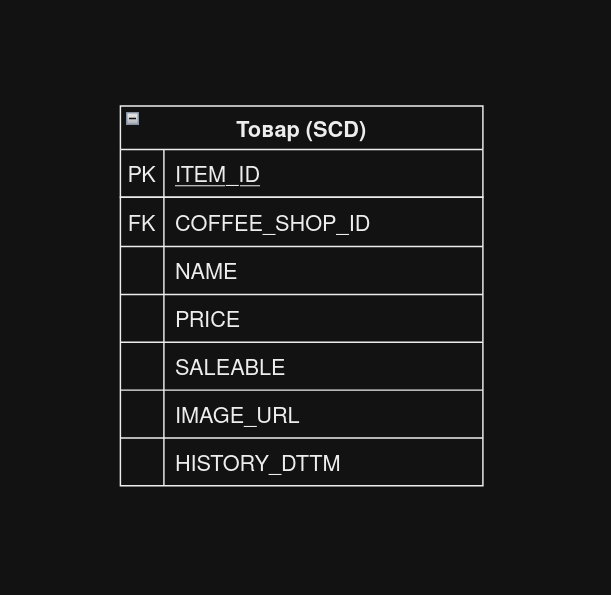 Товар (SCD)
PK ITEM_ID
FK COFFEE_SHOP_ID
NAME
PRICE
SALEABLE
IMAGE_URL
HISTORY_DTTM